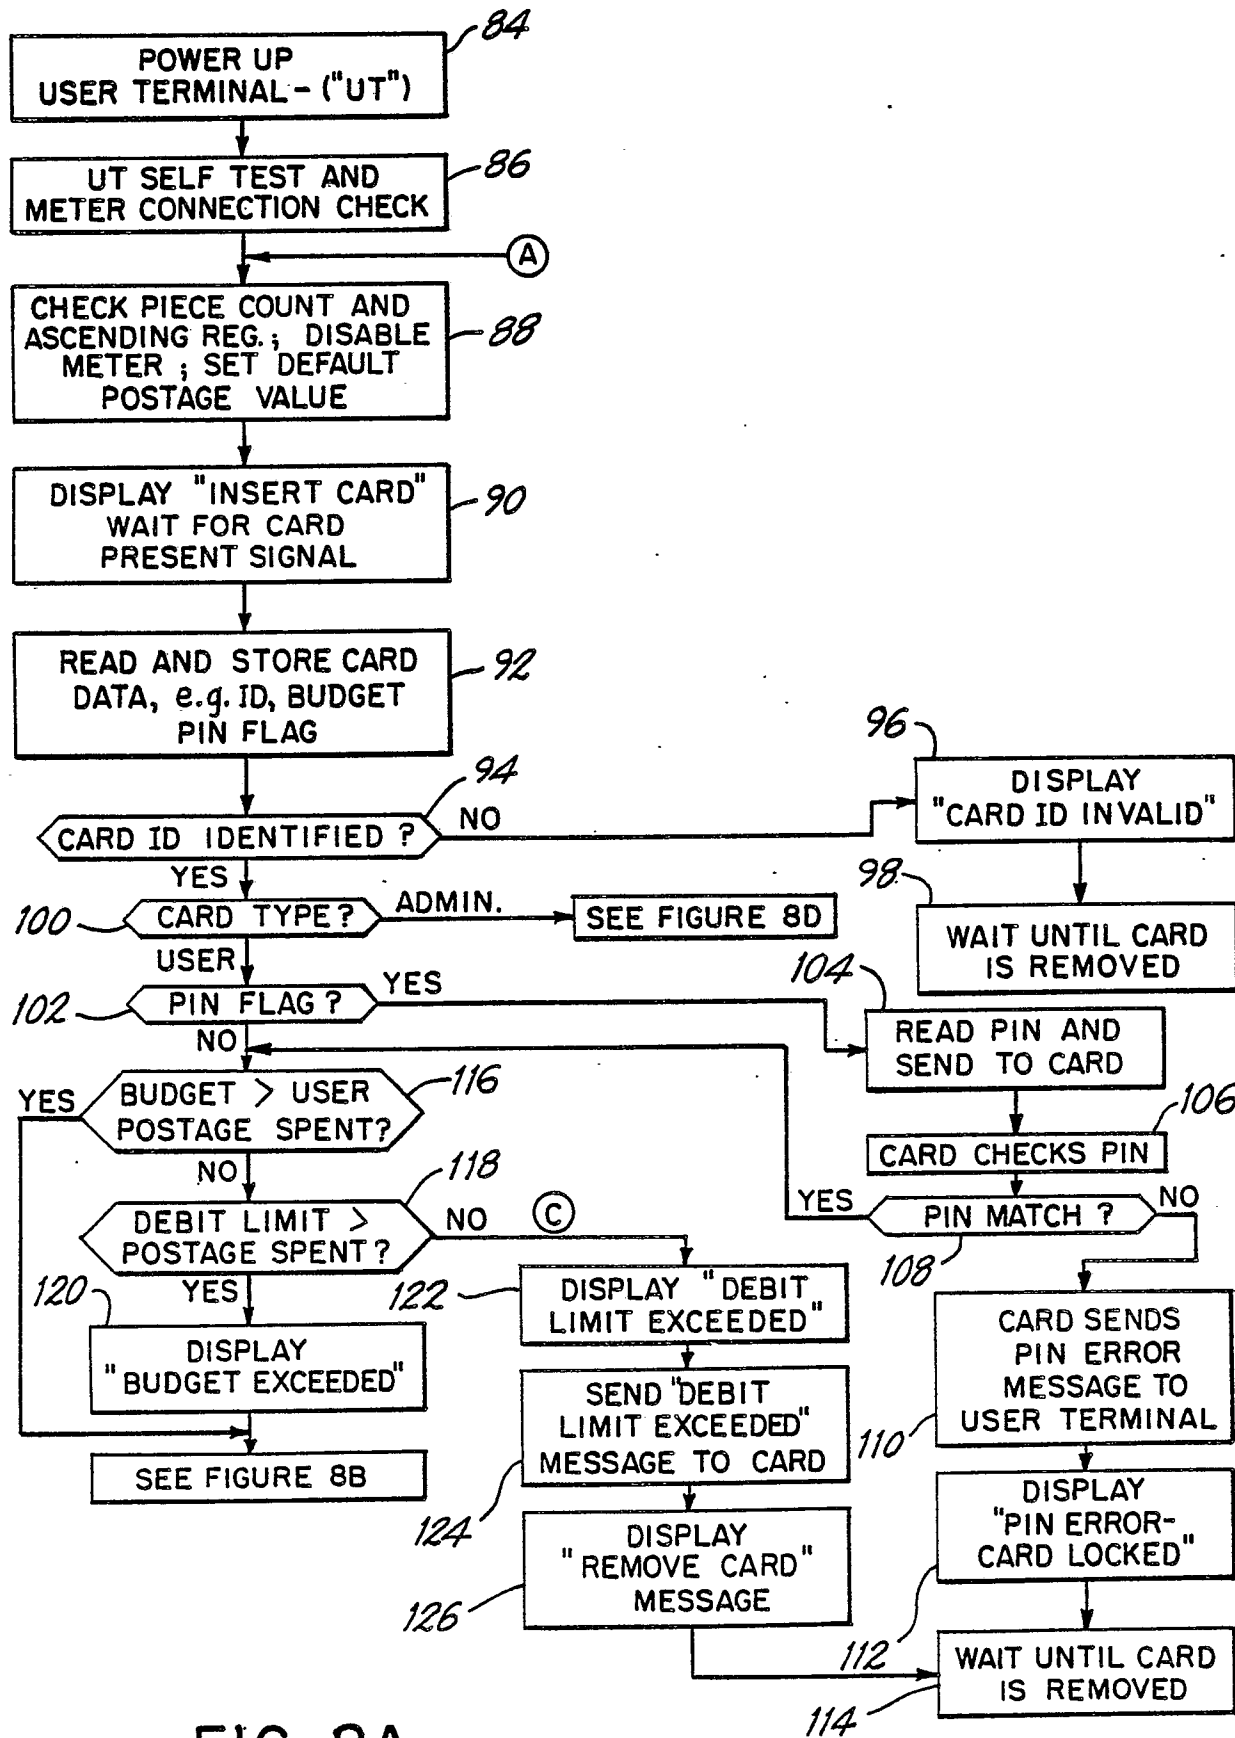 84
POWER UP
USER TERMINAL - ("UT")
86
UT SELF TEST AND
METER CONNECTION CHECK
A
CHECK PIECE COUNT AND
ASCENDING REG.; DISABLE
METER ; SET DEFAULT
POSTAGE VALUE
88
DISPLAY "INSERT CARD"
WAIT FOR CARD
PRESENT SIGNAL
90
READ AND STORE CARD
DATA, e.g. ID, BUDGET
PIN FLAG
92
94
CARD ID IDENTIFIED ?
NO
YES
96
DISPLAY
"CARD ID INVALID"
98
WAIT UNTIL CARD
IS REMOVED
100
CARD TYPE ?
ADMIN.
SEE FIGURE 8D
USER
102
PIN FLAG ?
YES
NO
104
READ PIN AND
SEND TO CARD
106
CARD CHECKS PIN
YES
PIN MATCH ?
NO
108
116
YES
BUDGET > USER
POSTAGE SPENT?
NO
118
DEBIT LIMIT >
POSTAGE SPENT?
NO
C
YES
120
DISPLAY
"BUDGET EXCEEDED"
SEE FIGURE 8B
122
DISPLAY "DEBIT
LIMIT EXCEEDED"
SEND "DEBIT
LIMIT EXCEEDED"
MESSAGE TO CARD
124
DISPLAY
"REMOVE CARD"
MESSAGE
126
CARD SENDS
PIN ERROR
MESSAGE TO
USER TERMINAL
110
DISPLAY
"PIN ERROR-
CARD LOCKED"
112
WAIT UNTIL CARD
IS REMOVED
114
FIG. 8A